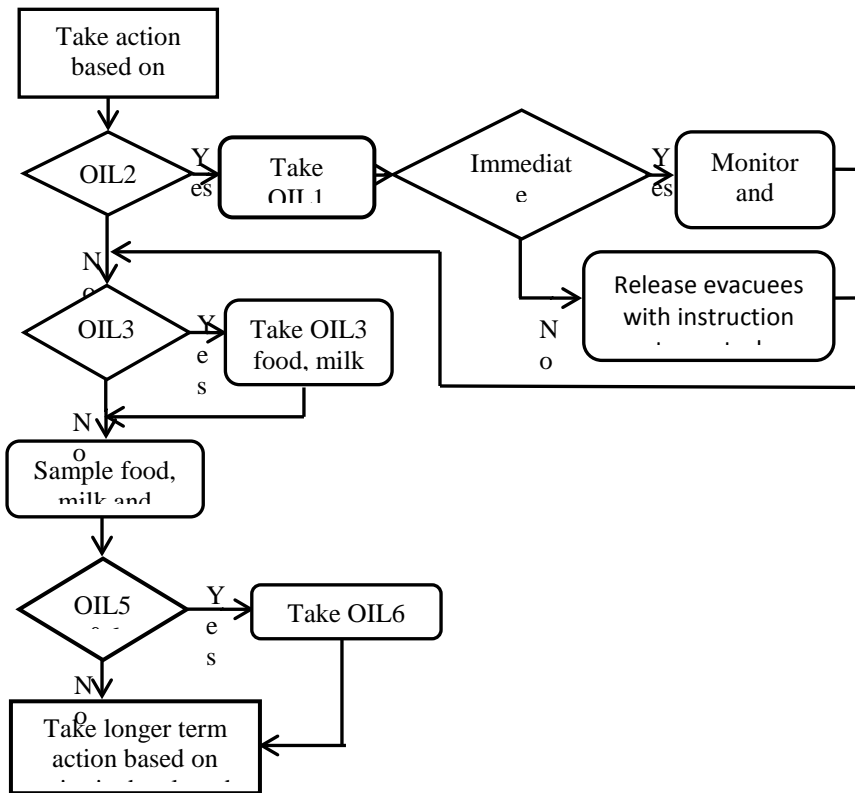 Take action
based on
OIL2
Yes
Take
OIL1
Immediat
e
Yes
Monitor
and
No
Release evacuees
with instruction
No
OIL3
Yes
Take OIL3
food, milk
No
Sample food,
milk and
OIL5
Yes
Take OIL6
No
Take longer term
action based on